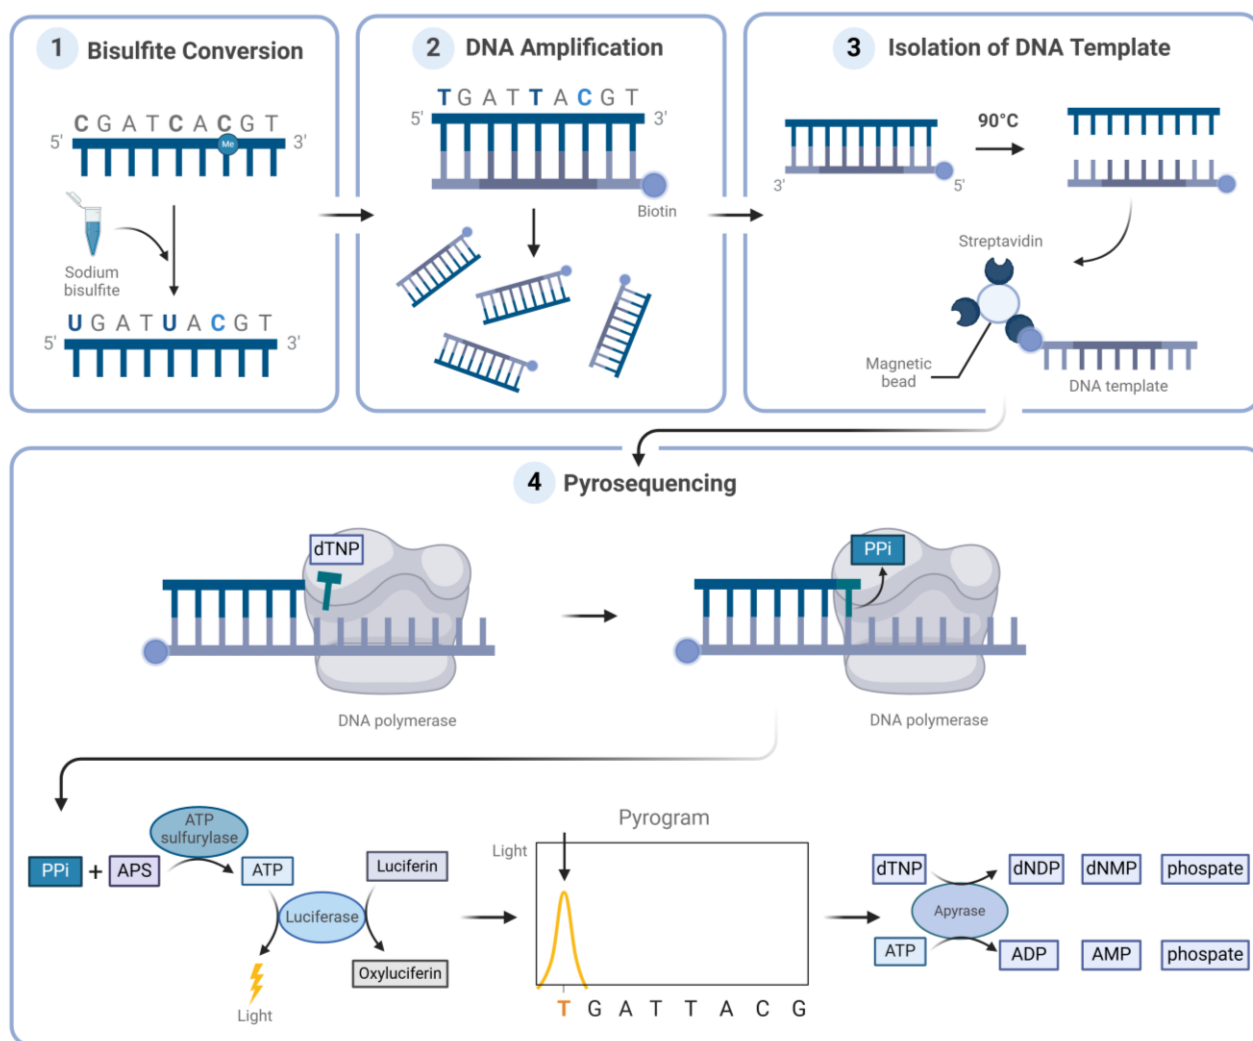 1 Bisulfite Conversion
C G A T C A C G T
5' 3'
Me
Sodium
bisulfite
U G A T U A C G T
5' 3'
2 DNA Amplification
T G A T T A C G T
5' 3'
Biotin
3 Isolation of DNA Template
90°C
3' 5'
Streptavidin
Magnetic
bead
DNA template
4 Pyrosequencing
dTNP
DNA polymerase
PPi
DNA polymerase
PPi + APS
ATP
sulfurylase
ATP
Luciferin
Luciferase
Oxyluciferin
Light
Pyrogram
Light
T G A T T A C G
dTNP dNDP dNMP phospate
Apyrase
ATP ADP AMP phospate